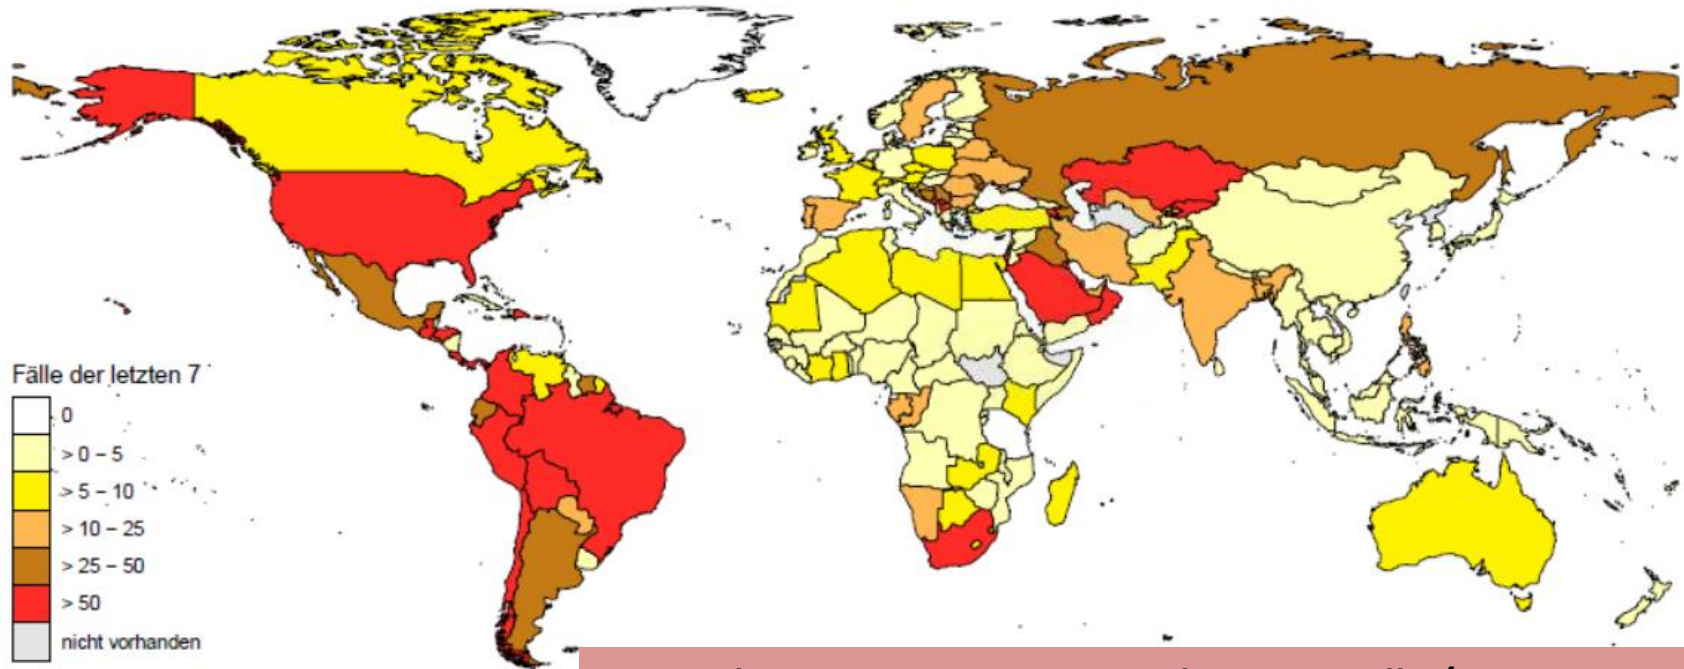 Fälle der letzten 7
0
> 0 – 5
> 5 – 10
> 10 – 25
> 25 – 50
> 50
nicht vorhanden